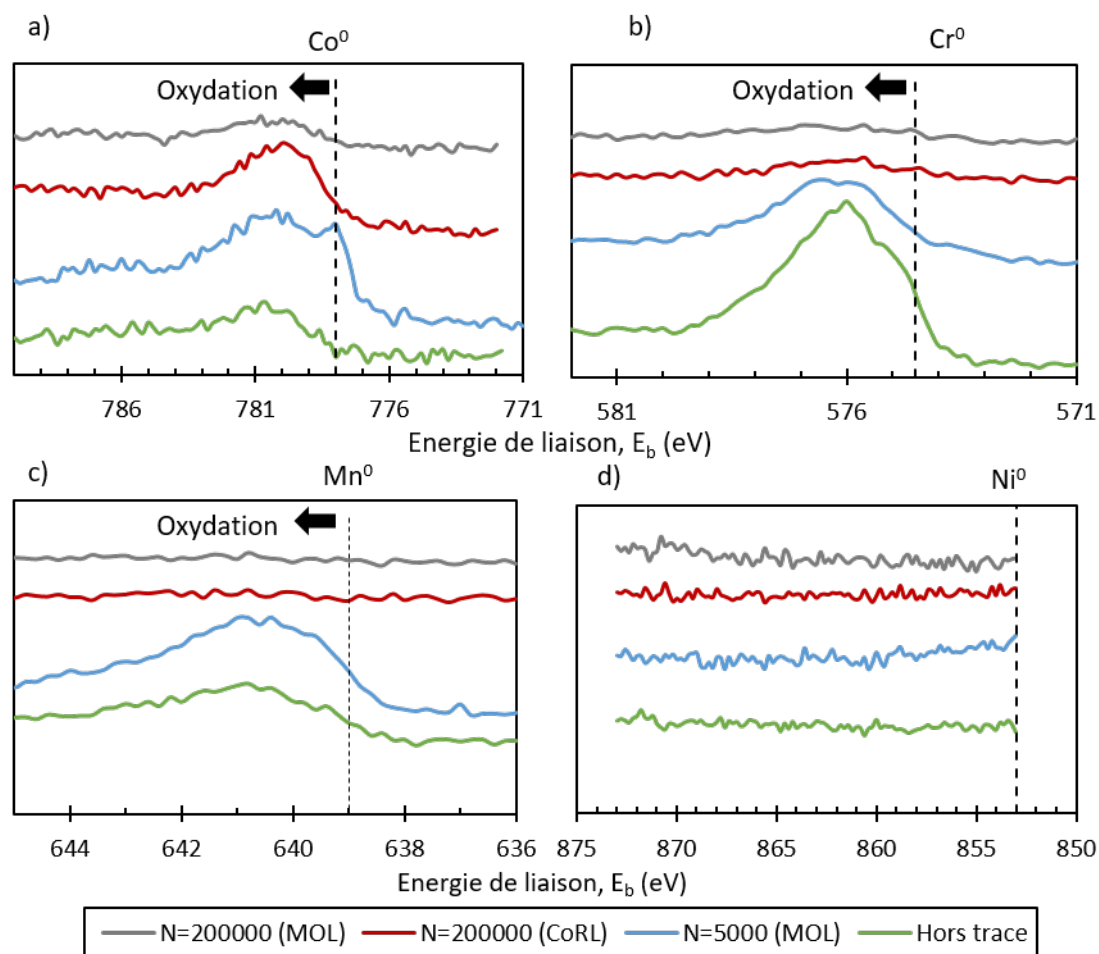 a)
Co⁰
Oxydation
786 781 776 771
b)
Cr⁰
Oxydation
581 576 571
Energie de liaison, E_b (eV)
c)
Mn⁰
Oxydation
644 642 640 638 636
Energie de liaison, E_b (eV)
d)
Ni⁰
875 870 865 860 855 850
N=200000 (MOL) N=200000 (CoRL) N=5000 (MOL) Hors trace